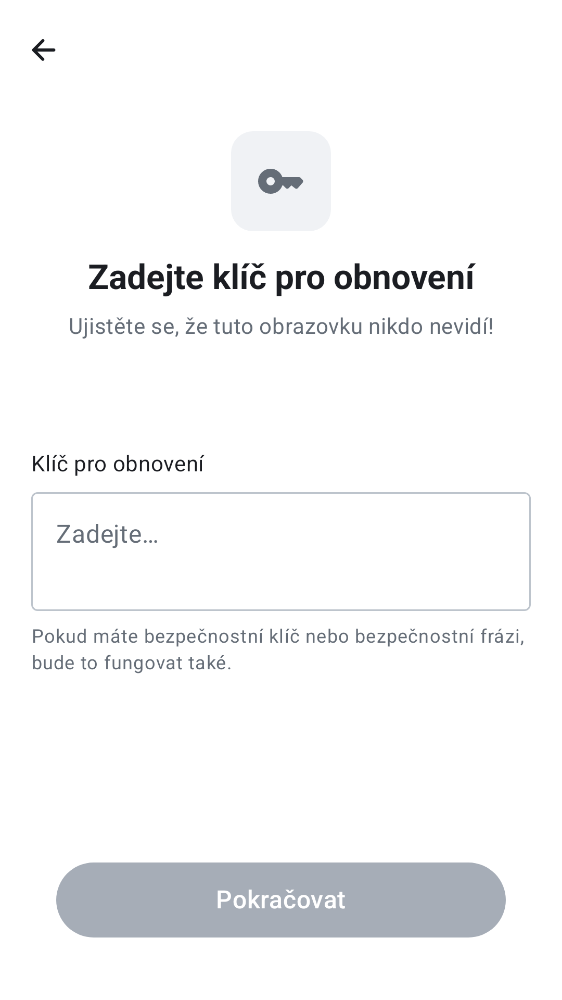 Zadejte klíč pro obnovení
Ujistěte se, že tuto obrazovku nikdo nevidí!
Klíč pro obnovení
Zadejte…
Pokud máte bezpečnostní klíč nebo bezpečnostní frázi,
bude to fungovat také.
Pokračovat